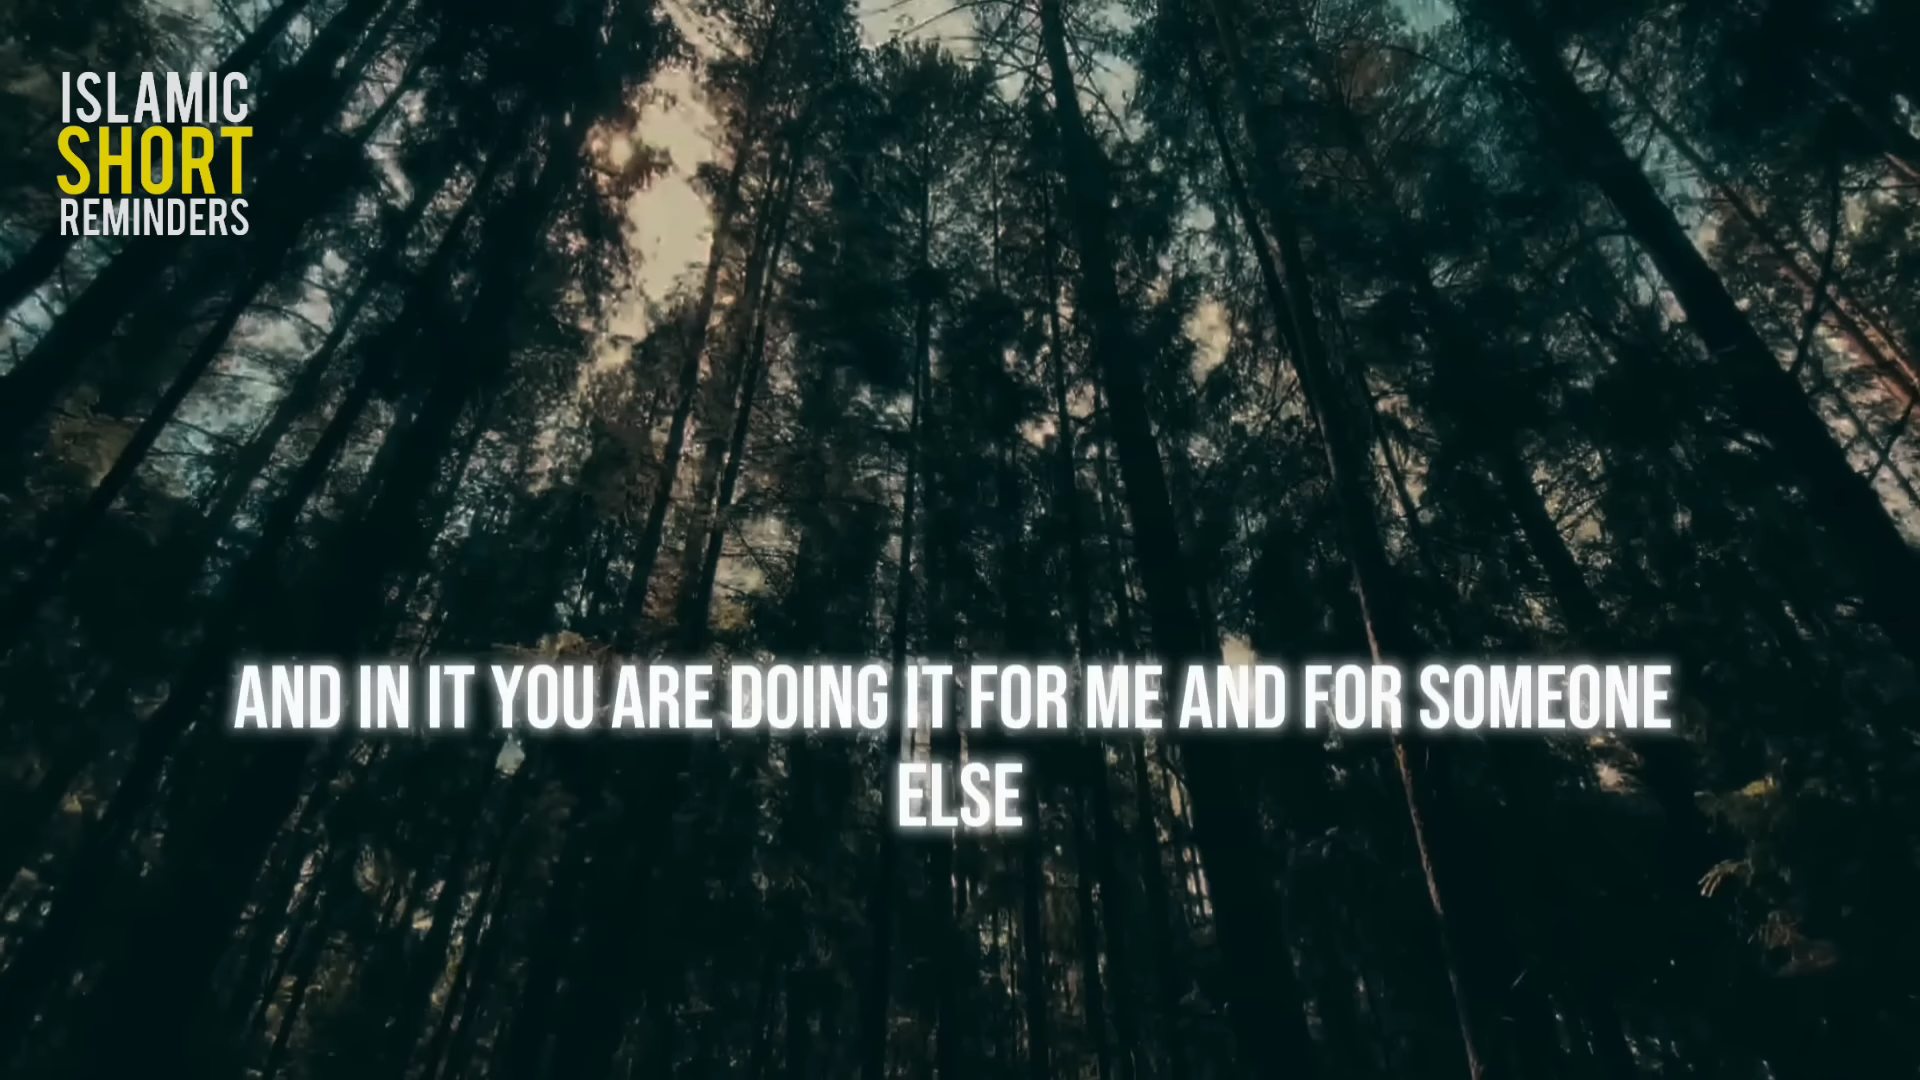 ISLAMIC
SHORT
REMINDERS
AND IN IT YOU ARE DOING IT FOR ME AND FOR SOMEONE
ELSE